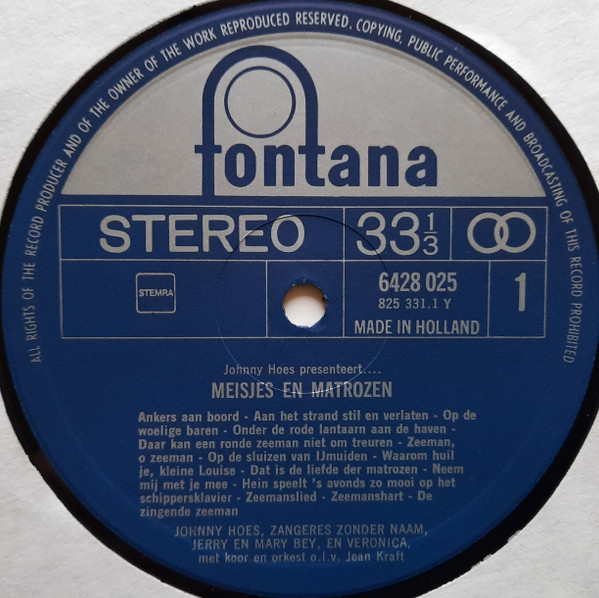 ALL RIGHTS OF THE RECORD PRODUCER AND OF THE OWNER OF THE WORK REPRODUCED RESERVED. COPYING, PUBLIC PERFORMANCE AND BROADCASTING OF THIS RECORD PROHIBITED
fontana
STEREO 33 1/3
STEMRA
6428 025 1
825 331.1 Y
MADE IN HOLLAND
Johnny Hoes presenteert....
MEISJES EN MATROZEN
Ankers aan boord - Aan het strand stil en verlaten - Op de
woelige baren - Onder de rode lantaarn aan de haven -
Daar kan een ronde zeeman niet om treuren - Zeeman,
o zeeman - Op de sluizen van IJmuiden - Waarom huil
je, kleine Louise - Dat is de liefde der matrozen - Neem
mij met je mee - Hein speelt 's avonds zo mooi op het
schippersklavier - Zeemanslied - Zeemanshart - De
zingende zeeman
JOHNNY HOES, ZANGERES ZONDER NAAM,
JERRY EN MARY BEY, EN VERONICA,
met koor en orkest o.l.v. Jean Kraft